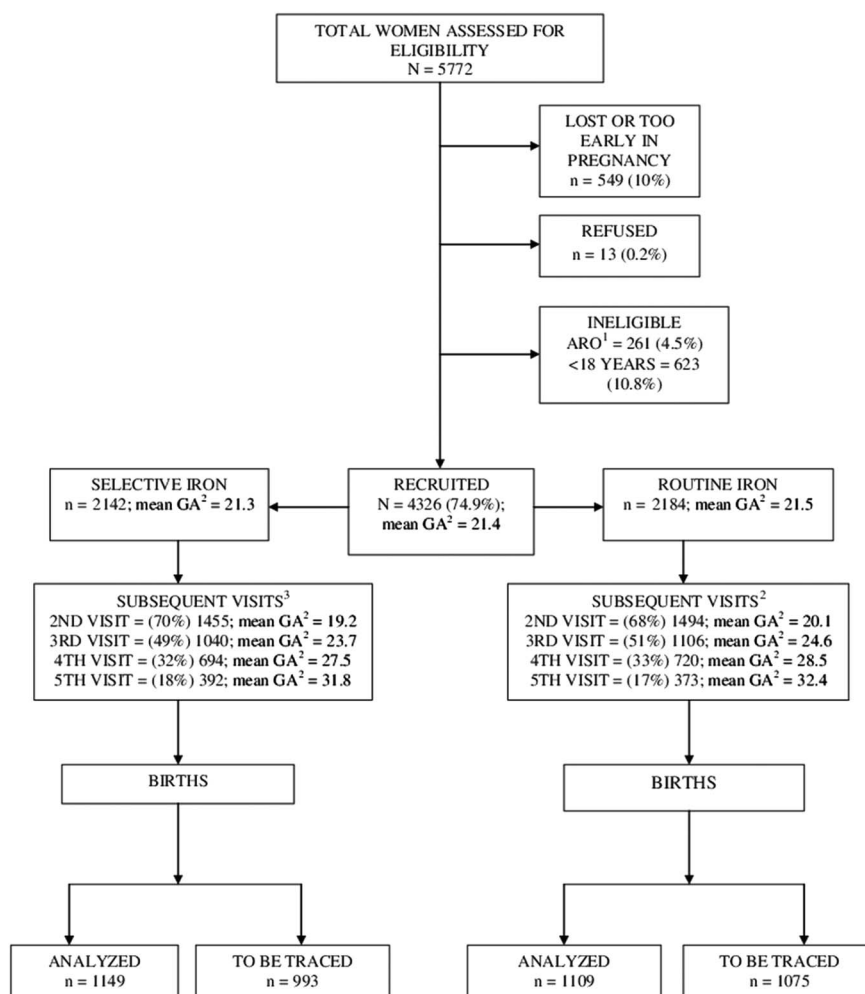 TOTAL WOMEN ASSESSED FOR
ELIGIBILITY
N = 5772
LOST OR TOO
EARLY IN
PREGNANCY
n = 549 (10%)
REFUSED
n = 13 (0.2%)
INELIGIBLE
ARO¹ = 261 (4.5%)
<18 YEARS = 623
(10.8%)
SELECTIVE IRON
n = 2142; mean GA² = 21.3
RECRUITED
N = 4326 (74.9%);
mean GA² = 21.4
ROUTINE IRON
n = 2184; mean GA² = 21.5
SUBSEQUENT VISITS³
2ND VISIT = (70%) 1455; mean GA² = 19.2
3RD VISIT = (49%) 1040; mean GA² = 23.7
4TH VISIT = (32%) 694; mean GA² = 27.5
5TH VISIT = (18%) 392; mean GA² = 31.8
SUBSEQUENT VISITS²
2ND VISIT = (68%) 1494; mean GA² = 20.1
3RD VISIT = (51%) 1106; mean GA² = 24.6
4TH VISIT = (33%) 720; mean GA² = 28.5
5TH VISIT = (17%) 373; mean GA² = 32.4
BIRTHS
BIRTHS
ANALYZED
n = 1149
TO BE TRACED
n = 993
ANALYZED
n = 1109
TO BE TRACED
n = 1075